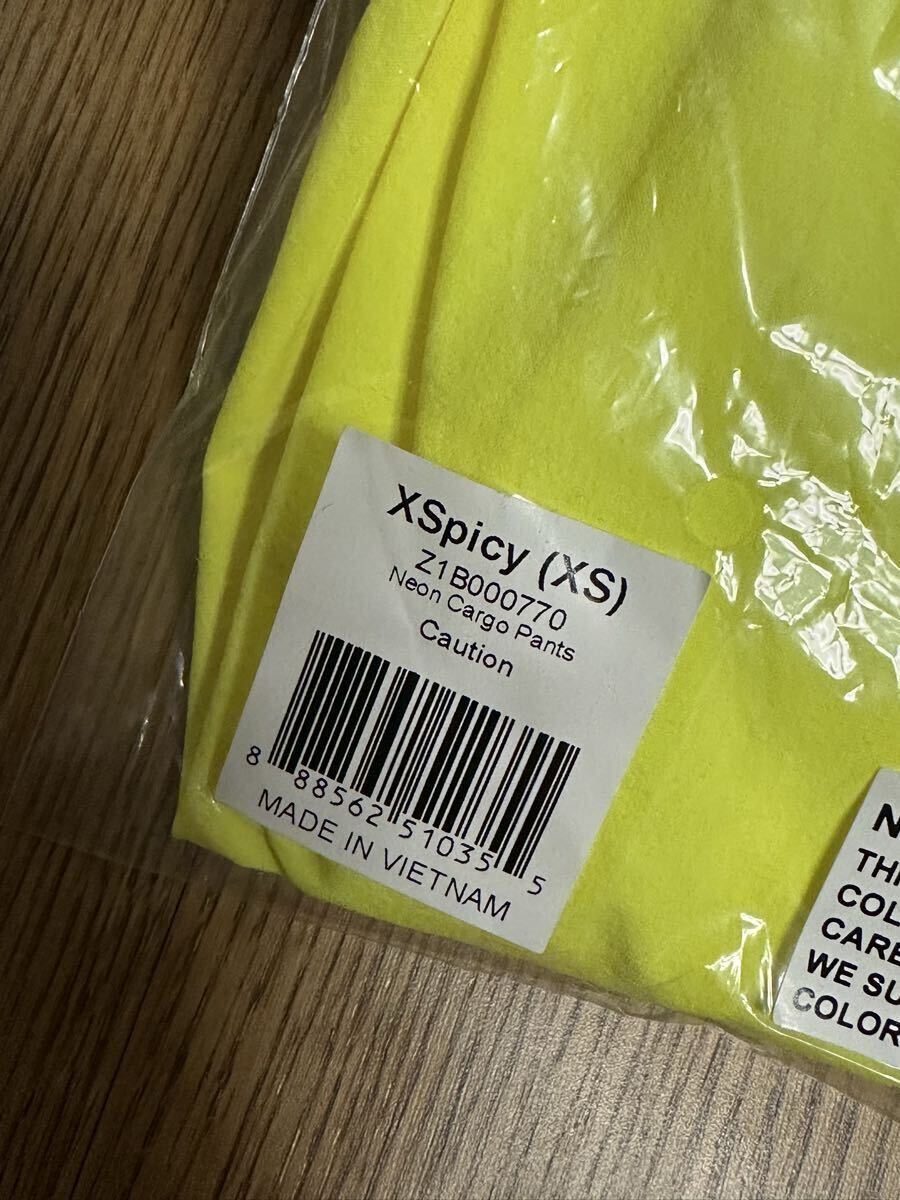 XSpicy (XS)
Z1B000770
Neon Cargo Pants
Caution
8 88562 51035 5
MADE IN VIETNAM
N
THI
COL
CARE
WE SU
COLOR